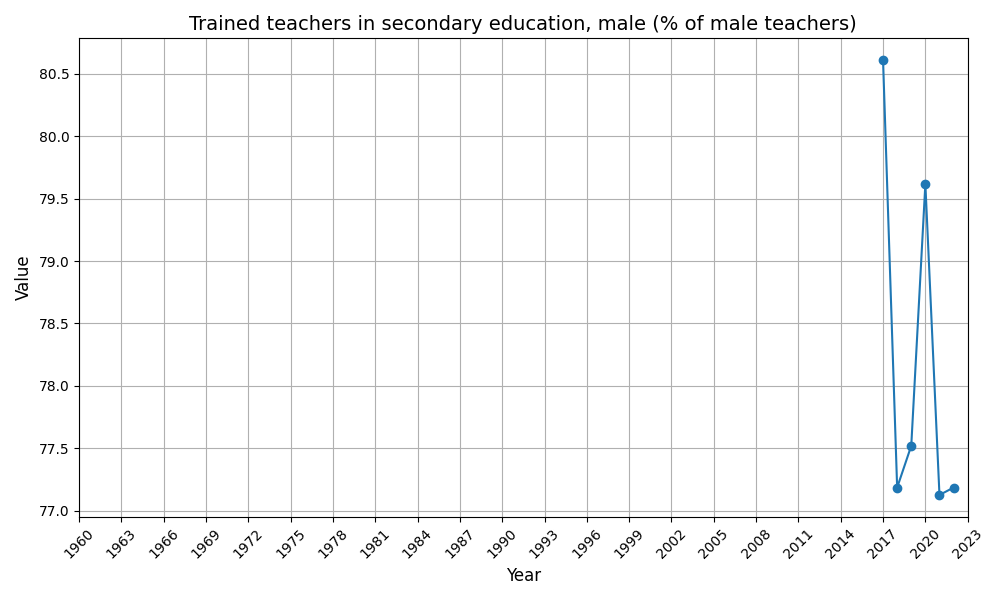 Trained teachers in secondary education, male (% of male teachers)
80.5
80.0
79.5
79.0
78.5
78.0
77.5
77.0
Value
1960 1963 1966 1969 1972 1975 1978 1981 1984 1987 1990 1993 1996 1999 2002 2005 2008 2011 2014 2017 2020 2023
Year